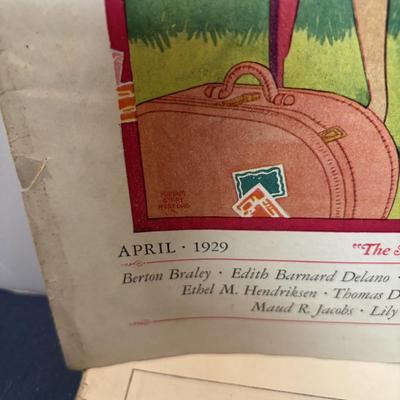 APRIL · 1929
"The
Berton Braley · Edith Barnard Delano ·
Ethel M. Hendriksen · Thomas D
Maud R. Jacobs · Lily